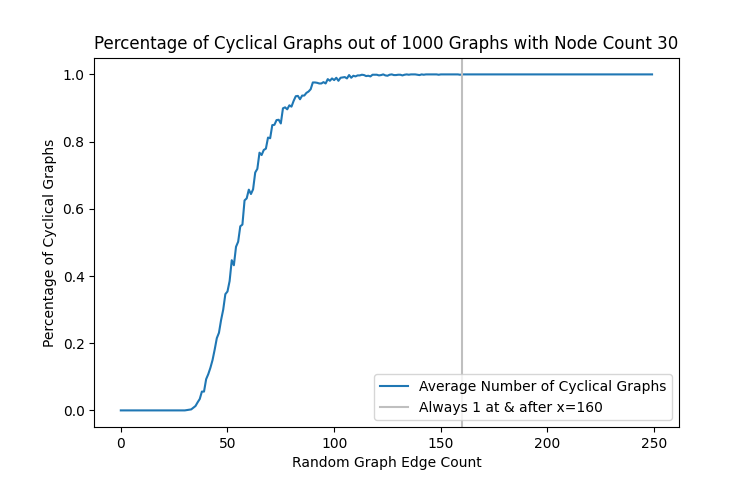 Percentage of Cyclical Graphs out of 1000 Graphs with Node Count 30
Percentage of Cyclical Graphs
1.0
0.8
0.6
0.4
0.2
0.0
Average Number of Cyclical Graphs
Always 1 at & after x=160
0 50 100 150 200 250
Random Graph Edge Count